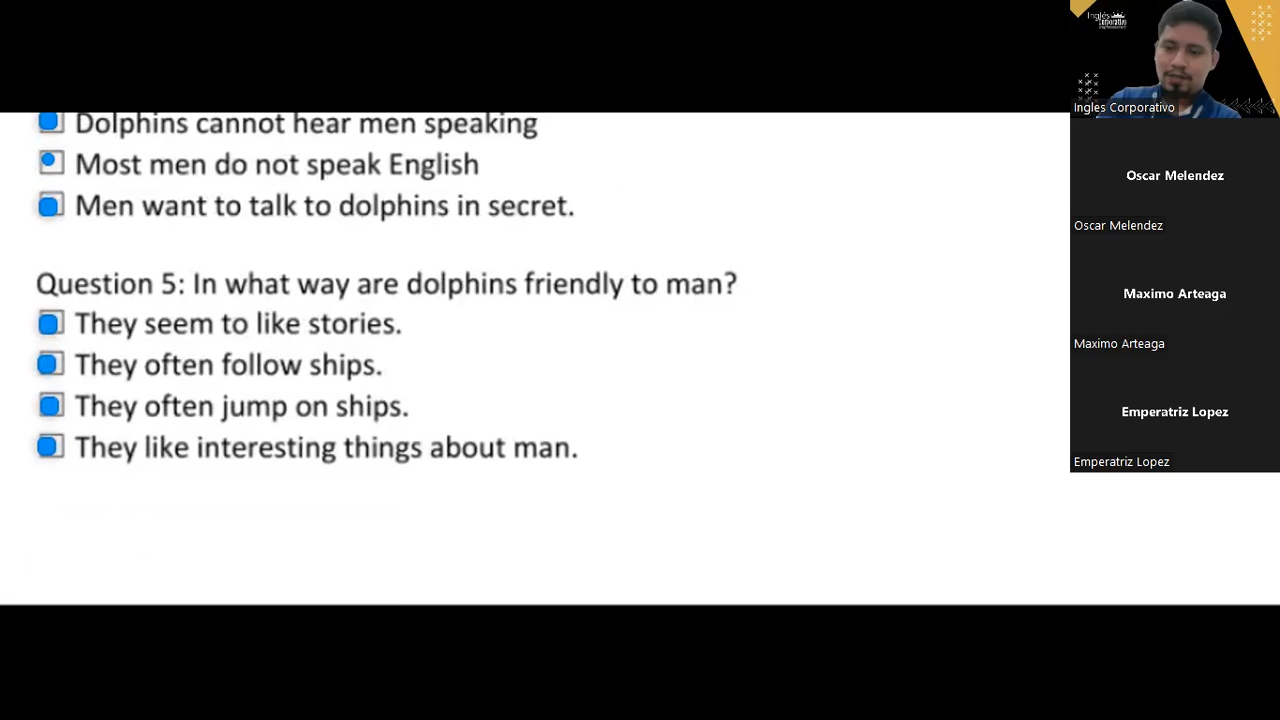 Dolphins cannot hear men speaking
Most men do not speak English
Men want to talk to dolphins in secret.
Question 5: In what way are dolphins friendly to man?
They seem to like stories.
They often follow ships.
They often jump on ships.
They like interesting things about man.
Inglés
Corporativo
Ingles Corporativo
Oscar Melendez
Oscar Melendez
Maximo Arteaga
Maximo Arteaga
Emperatriz Lopez
Emperatriz Lopez